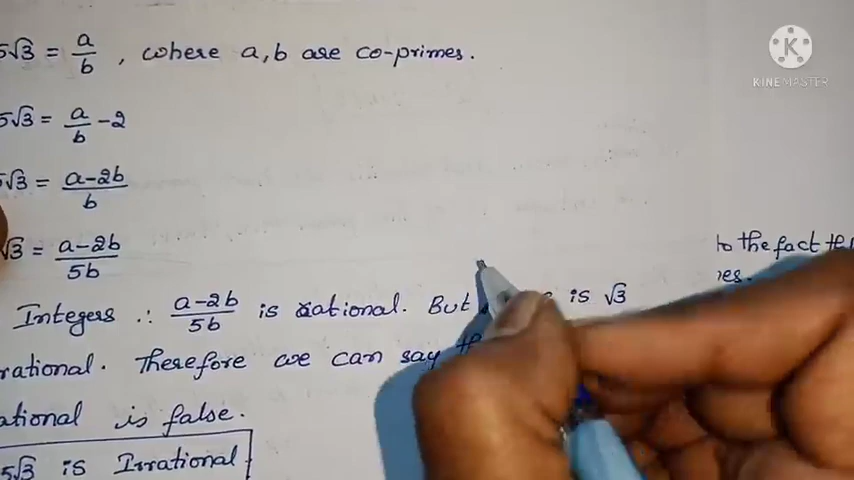 5√3 = a/b , where a, b are co-primes.
5√3 = a/b - 2
5√3 = a-2b/b
√3 = a-2b/5b
to the fact
Integers ∴ a-2b/5b is rational. But is √3
rational. Therefore we can say
ational is false.
5√3 is Irrational
K
KINEMASTER